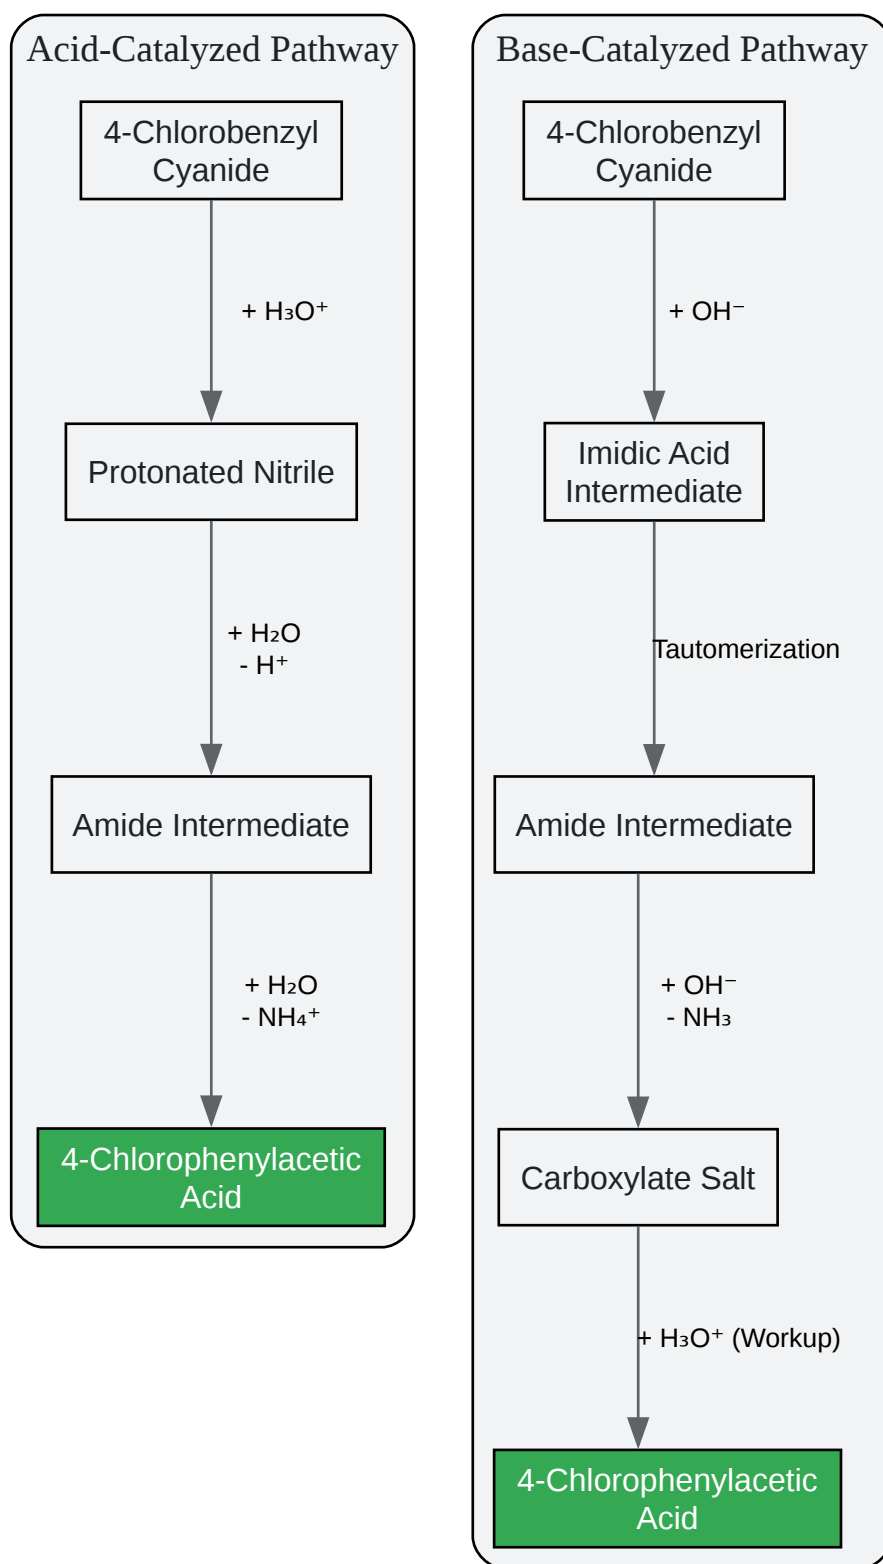 Acid-Catalyzed Pathway
4-Chlorobenzyl
Cyanide
+ H₃O⁺
Protonated Nitrile
+ H₂O
- H⁺
Amide Intermediate
+ H₂O
- NH₄⁺
4-Chlorophenylacetic
Acid
Base-Catalyzed Pathway
4-Chlorobenzyl
Cyanide
+ OH⁻
Imidic Acid
Intermediate
Tautomerization
Amide Intermediate
+ OH⁻
- NH₃
Carboxylate Salt
+ H₃O⁺ (Workup)
4-Chlorophenylacetic
Acid